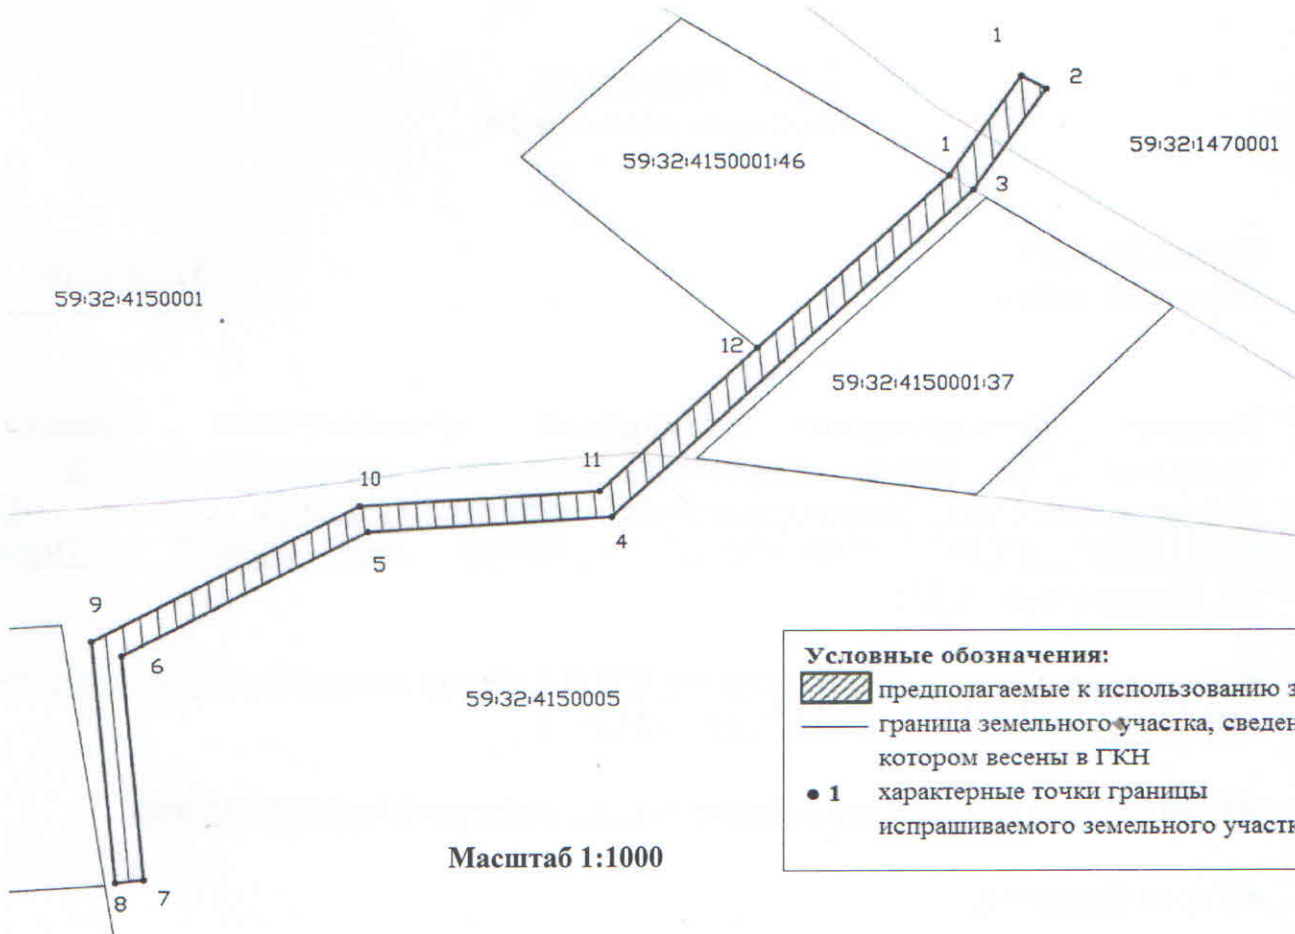 1
2
59:32:4150001:46
1
59:32:1470001
3
59:32:4150001
12
59:32:4150001:37
11
10
4
5
9
6
59:32:4150005
Условные обозначения:
предполагаемые к использованию з
граница земельного участка, сведен
котором весены в ГКН
• 1 характерные точки границы
испрашиваемого земельного участк
Масштаб 1:1000
7
8